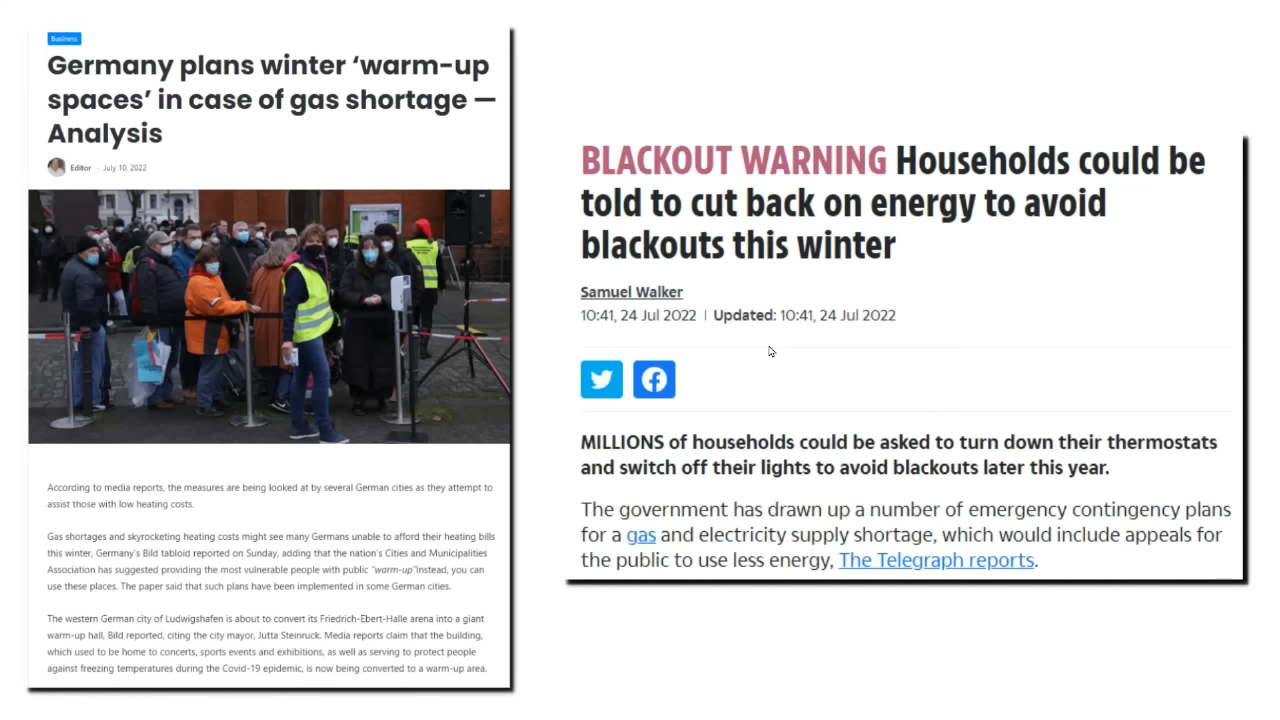 Business
Germany plans winter ‘warm-up
spaces’ in case of gas shortage —
Analysis
Editor - July 10, 2022
According to media reports, the measures are being looked at by several German cities as they attempt to
assist those with low heating costs.
Gas shortages and skyrocketing heating costs might see many Germans unable to afford their heating bills
this winter, Germany's Bild tabloid reported on Sunday, adding that the nation's Cities and Municipalities
Association has suggested providing the most vulnerable people with public "warm-up"Instead, you can
use these places. The paper said that such plans have been implemented in some German cities.
The western German city of Ludwigshafen is about to convert its Friedrich-Ebert-Halle arena into a giant
warm-up hall, Bild reported, citing the city mayor, Jutta Steinruck. Media reports claim that the building,
which used to be home to concerts, sports events and exhibitions, as well as serving to protect people
against freezing temperatures during the Covid-19 epidemic, is now being converted to a warm-up area.
BLACKOUT WARNING Households could be
told to cut back on energy to avoid
blackouts this winter
Samuel Walker
10:41, 24 Jul 2022 | Updated: 10:41, 24 Jul 2022
MILLIONS of households could be asked to turn down their thermostats
and switch off their lights to avoid blackouts later this year.
The government has drawn up a number of emergency contingency plans
for a gas and electricity supply shortage, which would include appeals for
the public to use less energy, The Telegraph reports.